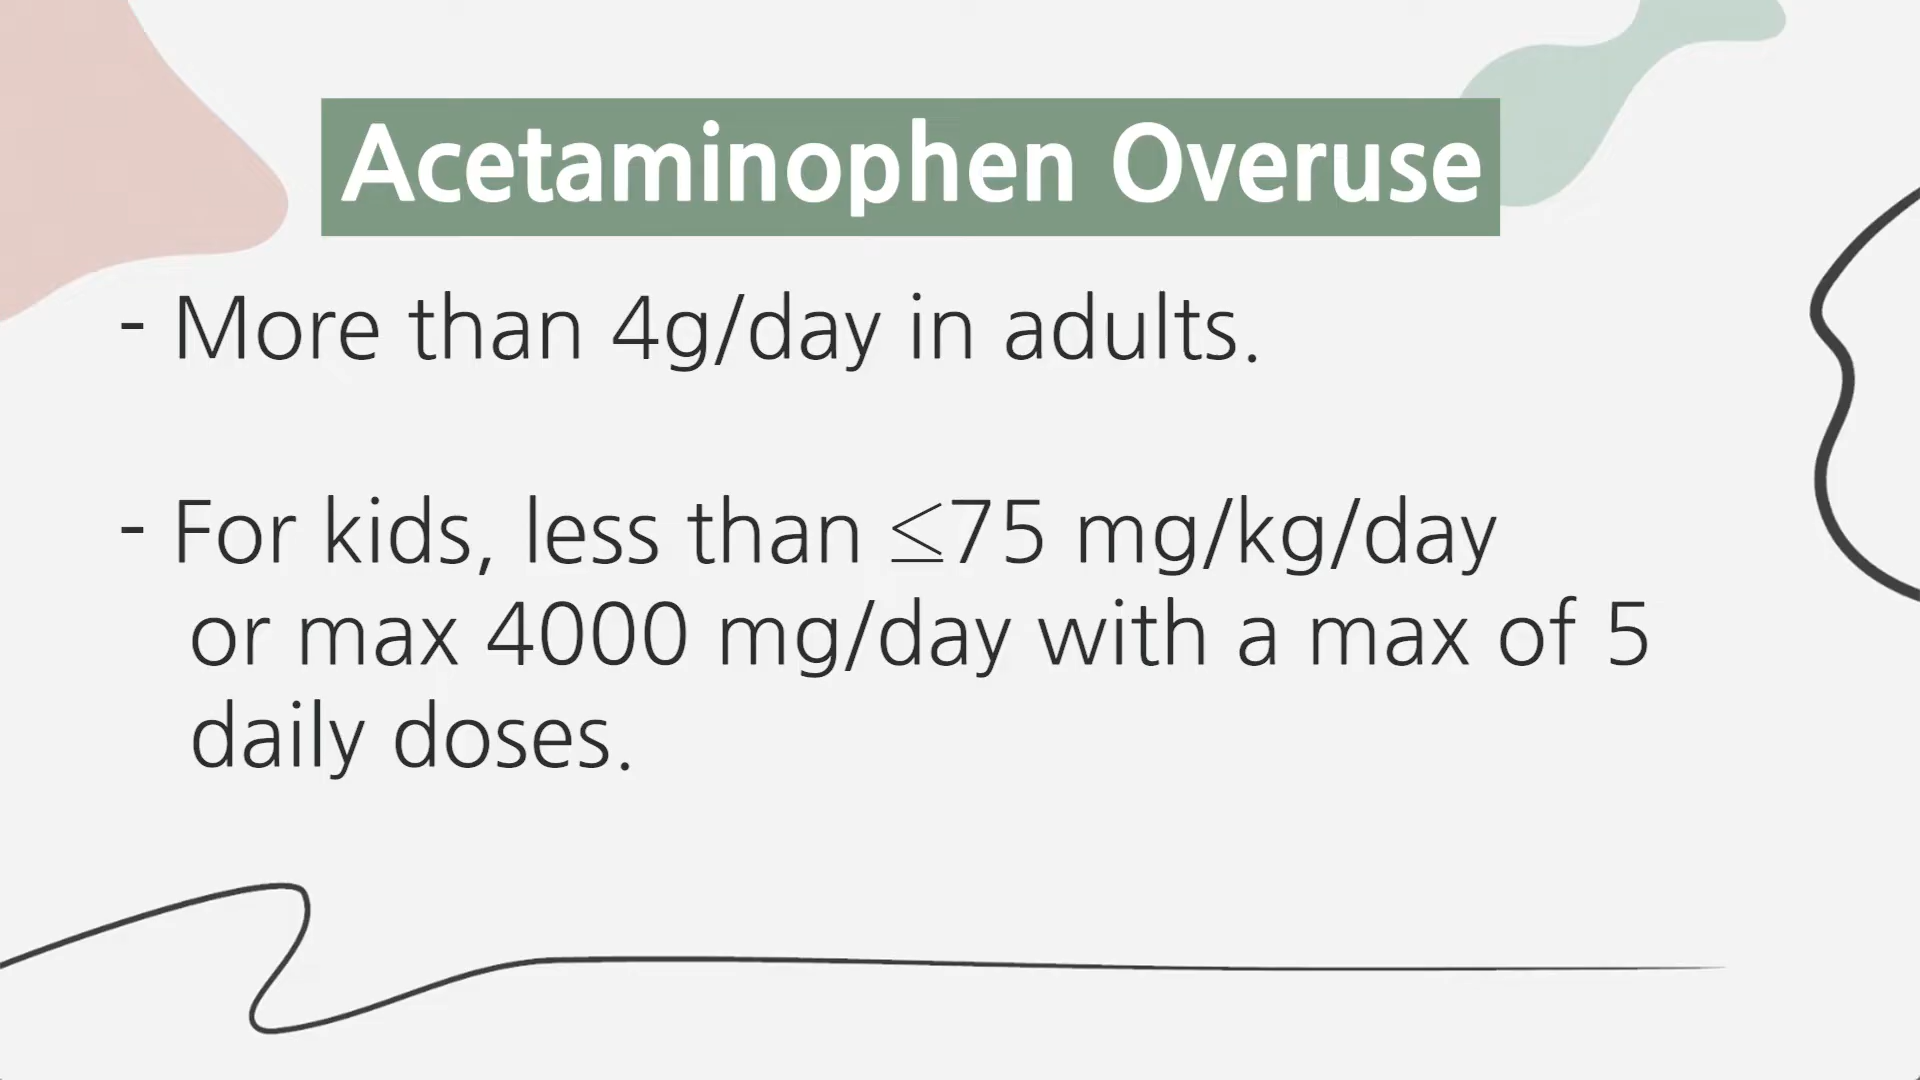 Acetaminophen Overuse
- More than 4g/day in adults.
- For kids, less than ≤75 mg/kg/day
or max 4000 mg/day with a max of 5
daily doses.